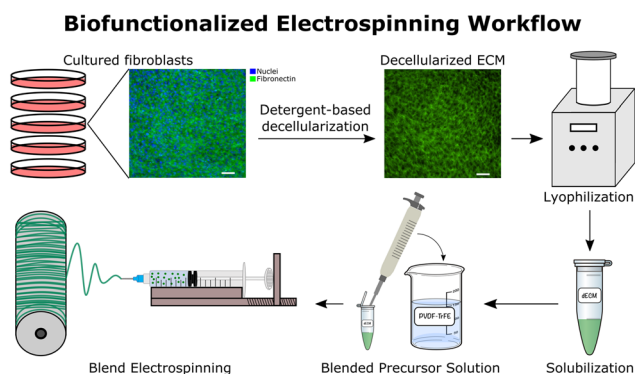 Biofunctionalized Electrospinning Workflow
Cultured fibroblasts
Nuclei
Fibronectin
Decellularized ECM
Detergent-based
decellularization
Lyophilization
dECM
PVDF-TrFE
Blend Electrospinning
Blended Precursor Solution
Solubilization